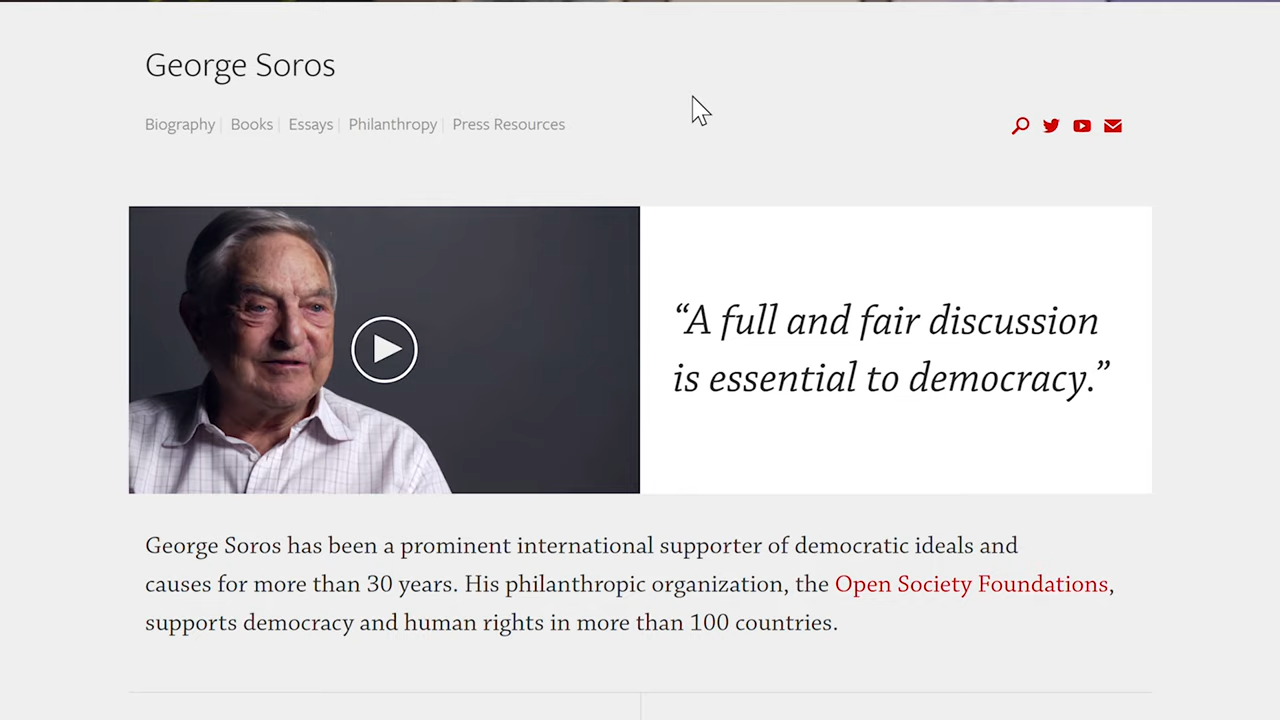 George Soros
Biography | Books | Essays | Philanthropy | Press Resources
“A full and fair discussion
is essential to democracy.”
George Soros has been a prominent international supporter of democratic ideals and
causes for more than 30 years. His philanthropic organization, the Open Society Foundations,
supports democracy and human rights in more than 100 countries.